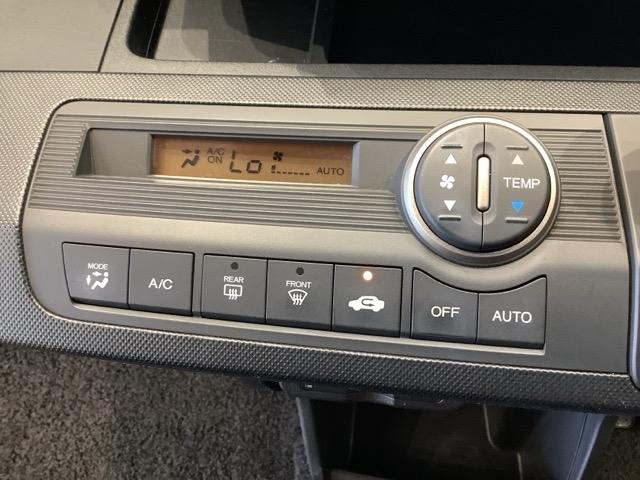 A/C
ON
Lo
AUTO
TEMP
MODE
A/C
REAR
FRONT
OFF
AUTO